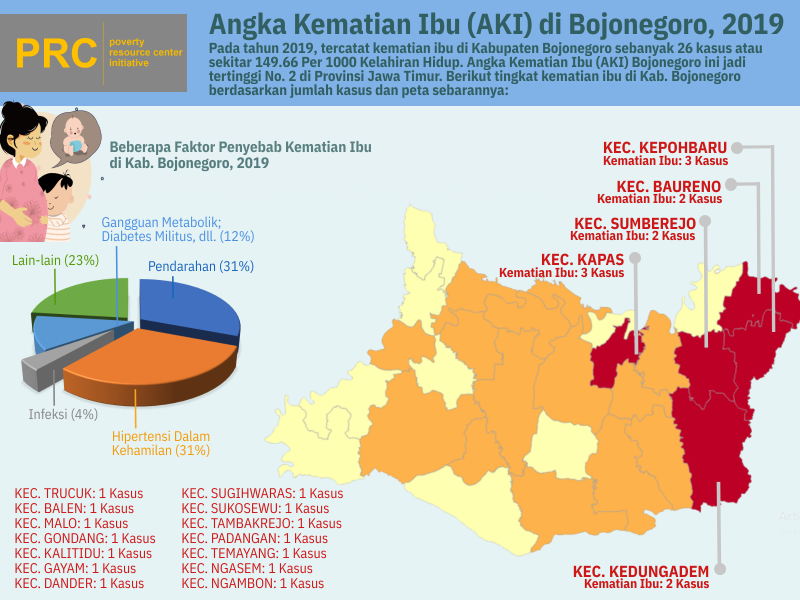 PRC
poverty
resource center
initiative
Angka Kematian Ibu (AKI) di Bojonegoro, 2019
Pada tahun 2019, tercatat kematian ibu di Kabupaten Bojonegoro sebanyak 26 kasus atau
sekitar 149.66 Per 1000 Kelahiran Hidup. Angka Kematian Ibu (AKI) Bojonegoro ini jadi
tertinggi No. 2 di Provinsi Jawa Timur. Berikut tingkat kematian ibu di Kab. Bojonegoro
berdasarkan jumlah kasus dan peta sebarannya:
Beberapa Faktor Penyebab Kematian Ibu
di Kab. Bojonegoro, 2019
Gangguan Metabolik;
Diabetes Militus, dll. (12%)
Lain-lain (23%)
Pendarahan (31%)
Infeksi (4%)
Hipertensi Dalam
Kehamilan (31%)
KEC. KEPOHBARU
Kematian Ibu: 3 Kasus
KEC. BAURENO
Kematian Ibu: 2 Kasus
KEC. SUMBEREJO
Kematian Ibu: 2 Kasus
KEC. KAPAS
Kematian Ibu: 3 Kasus
KEC. TRUCUK: 1 Kasus
KEC. BALEN: 1 Kasus
KEC. MALO: 1 Kasus
KEC. GONDANG: 1 Kasus
KEC. KALITIDU: 1 Kasus
KEC. GAYAM: 1 Kasus
KEC. DANDER: 1 Kasus
KEC. SUGIHWARAS: 1 Kasus
KEC. SUKOSEWU: 1 Kasus
KEC. TAMBAKREJO: 1 Kasus
KEC. PADANGAN: 1 Kasus
KEC. TEMAYANG: 1 Kasus
KEC. NGASEM: 1 Kasus
KEC. NGAMBON: 1 Kasus
KEC. KEDUNGADEM
Kematian Ibu: 2 Kasus